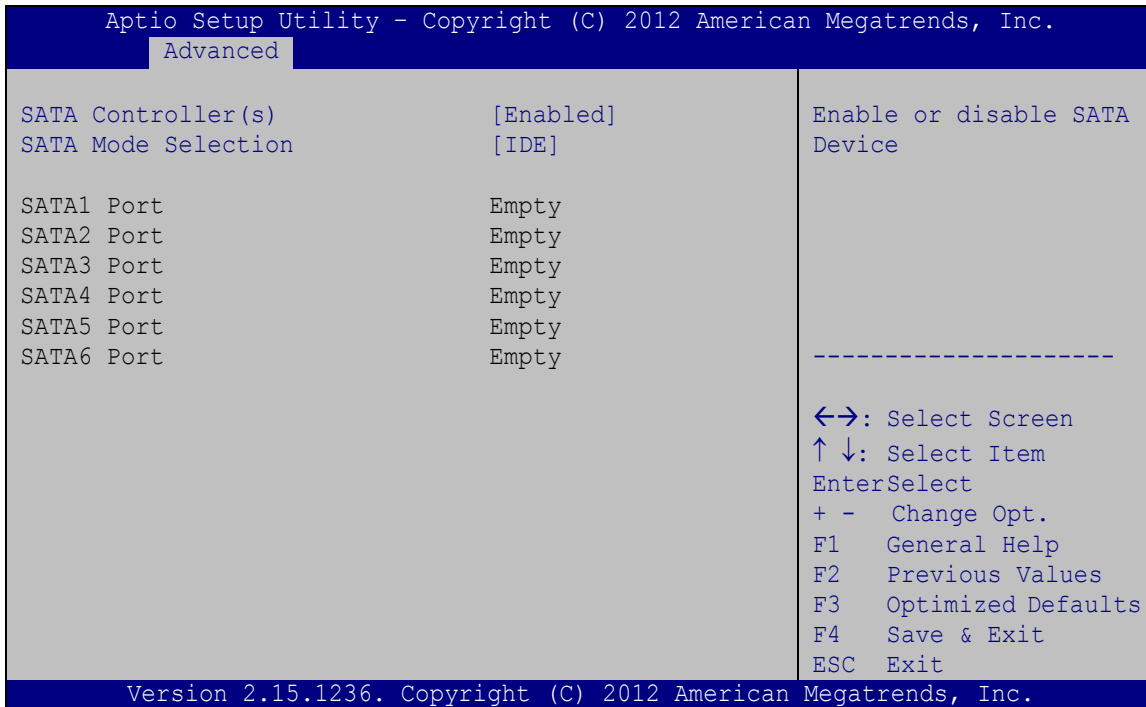 Aptio Setup Utility – Copyright (C) 2012 American Megatrends, Inc.
Advanced
SATA Controller(s) [Enabled]
SATA Mode Selection [IDE]
SATA1 Port Empty
SATA2 Port Empty
SATA3 Port Empty
SATA4 Port Empty
SATA5 Port Empty
SATA6 Port Empty
Enable or disable SATA
Device
---------------------
←→: Select Screen
↑ ↓: Select Item
EnterSelect
+ - Change Opt.
F1 General Help
F2 Previous Values
F3 Optimized Defaults
F4 Save & Exit
ESC Exit
Version 2.15.1236. Copyright (C) 2012 American Megatrends, Inc.